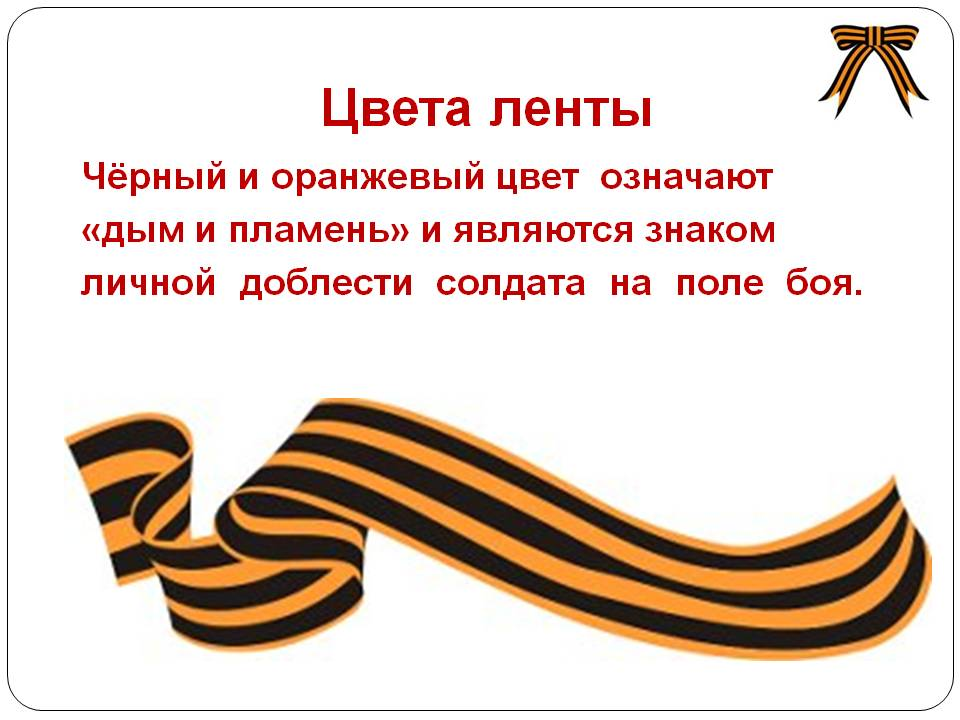 Цвета ленты
Чёрный и оранжевый цвет означают
«дым и пламень» и являются знаком
личной доблести солдата на поле боя.